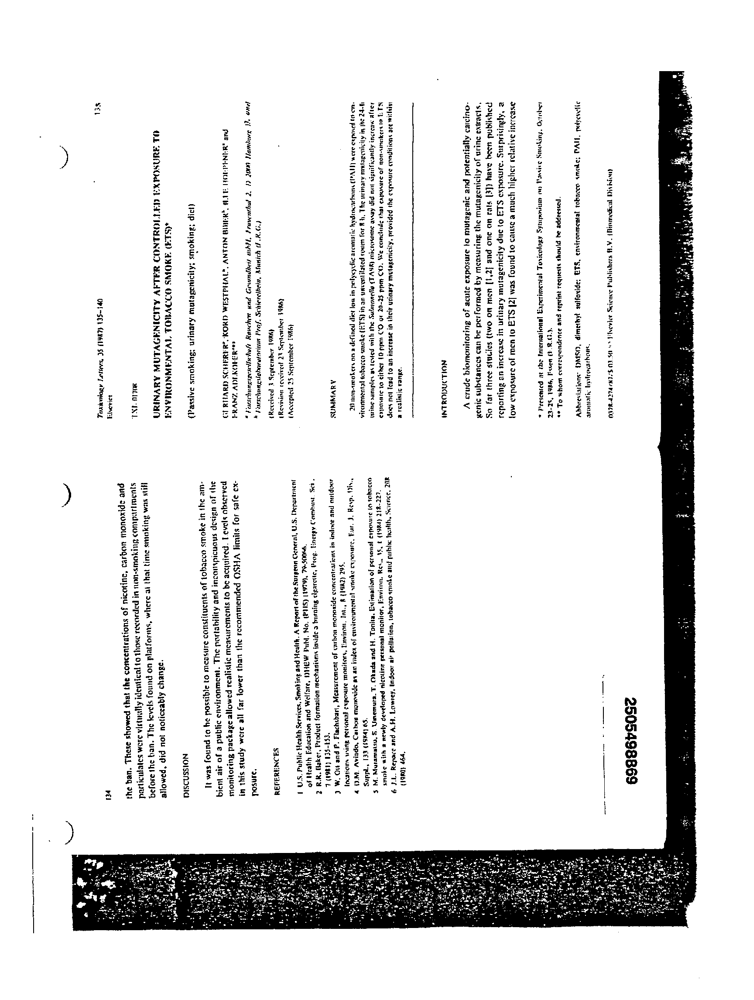 134
the ban. These showed that the concentrations of nicotine, carbon monoxide and
particulates were virtually identical to those recorded in non-smoking compartments
before the ban. The levels found on platforms, where at that time smoking was still
allowed, did not noticeably change.
DISCUSSION
It was found to be possible to measure constituents of tobacco smoke in the am-
bient air of a public environment. The portability and inconspicuous design of the
monitoring package allowed realistic measurements to be acquired. Levels observed
in this study were all far lower than the recommended OSHA limits for safe ex-
posure.
REFERENCES
1 U.S. Public Health Services, Smoking and Health. A Report of the Surgeon General, U.S. Department
of Health Education and Welfare, DHEW Publ. No. (PHS) (1979), 79-50066.
2 R.R. Baker, Product formation mechanisms inside a burning cigarette, Prog. Energy Combust. Sci.,
7 (1981) 135-153.
3 W. Ott and P. Flachsbart, Measurement of carbon monoxide concentrations in indoor and outdoor
locations using personal exposure monitors, Environ. Int., 8 (1982) 295.
4 D.M. Aviado, Carbon monoxide as an index of environmental smoke exposure, Eur. J. Resp. Dis.,
Suppl., 133 (1984) 65.
5 M. Muramatsu, S. Umemura, T. Okada and H. Tomita, Estimation of personal exposure to tobacco
smoke with a newly developed nicotine personal monitor, Environ. Res., 35, (1984) 218-227.
6 J.L. Repace and A.H. Lowrey, Indoor air pollution, tobacco smoke and public health, Science, 208
(1980) 464.
2505498869
Toxicology Letters, 35 (1987) 135-140
135
Elsevier
TXL 01708
URINARY MUTAGENICITY AFTER CONTROLLED EXPOSURE TO
ENVIRONMENTAL TOBACCO SMOKE (ETS)*
(Passive smoking; urinary mutagenicity; smoking; diet)
GERHARD SCHERER, KORD WESTPHAL, ANTON BIBER, ILJE HOEPFNER and
FRANZ ADLKOFER
Forschungsgesellschaft Rauchen und Gesundheit mbH, 2, D 2000 Hamburg and
Forschungslaboratorium Prof. Schievelbein, Munich (F.R.G.)
(Received 3 September 1986)
(Revision received 23 September 1986)
(Accepted 25 September 1986)
SUMMARY
20 non-smokers on a defined diet low in polycyclic aromatic hydrocarbons (PAH) were exposed to en-
vironmental tobacco smoke (ETS) in an unventilated room for 8 h. The urinary mutagenicity in the 24-h
urine samples as tested with the Salmonella (TA98) microsome assay did not significantly increase after
exposure to either 10 ppm CO or 20-25 ppm CO. We conclude that exposure of non-smokers to ETS
does not lead to an increase in their urinary mutagenicity, provided the exposure conditions are within
a realistic range.
INTRODUCTION
A crude biomonitoring of acute exposure to mutagenic and potentially carcino-
genic substances can be performed by measuring the mutagenicity of urine extracts.
So far three studies (two on men [1,2] and one on rats [3]) have been published
reporting an increase in urinary mutagenicity due to ETS exposure. Surprisingly, a
low exposure of men to ETS [2] was found to cause a much higher relative increase
* Presented at the International Experimental Toxicology Symposium on Passive Smoking, October
23-25, 1986, Essen (F.R.G.).
** To whom correspondence and reprint requests should be addressed.
Abbreviations: DMSO, dimethyl sulfoxide; ETS, environmental tobacco smoke; PAH, polycyclic
aromatic hydrocarbons.
Elsevier Science Publishers B.V. (Biomedical Division)